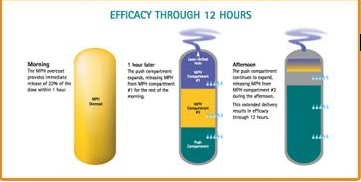 EFFICACY THROUGH 12 HOURS
Morning
The MPH overcoat
provides immediate
release of 22% of the
dose within 1 hour
MPH
Overcoat
1 hour later
The push compartment
expands, releasing MPH
from MPH compartment
#1 for the rest of the
morning.
Laser-Drilled
Hole
MPH
Compartment
#1
MPH
Compartment
#2
Push
Compartment
Afternoon
The push compartment
continues to expand,
releasing MPH from
MPH compartment #2
during the afternoon.
This extended delivery
results in efficacy
through 12 hours.